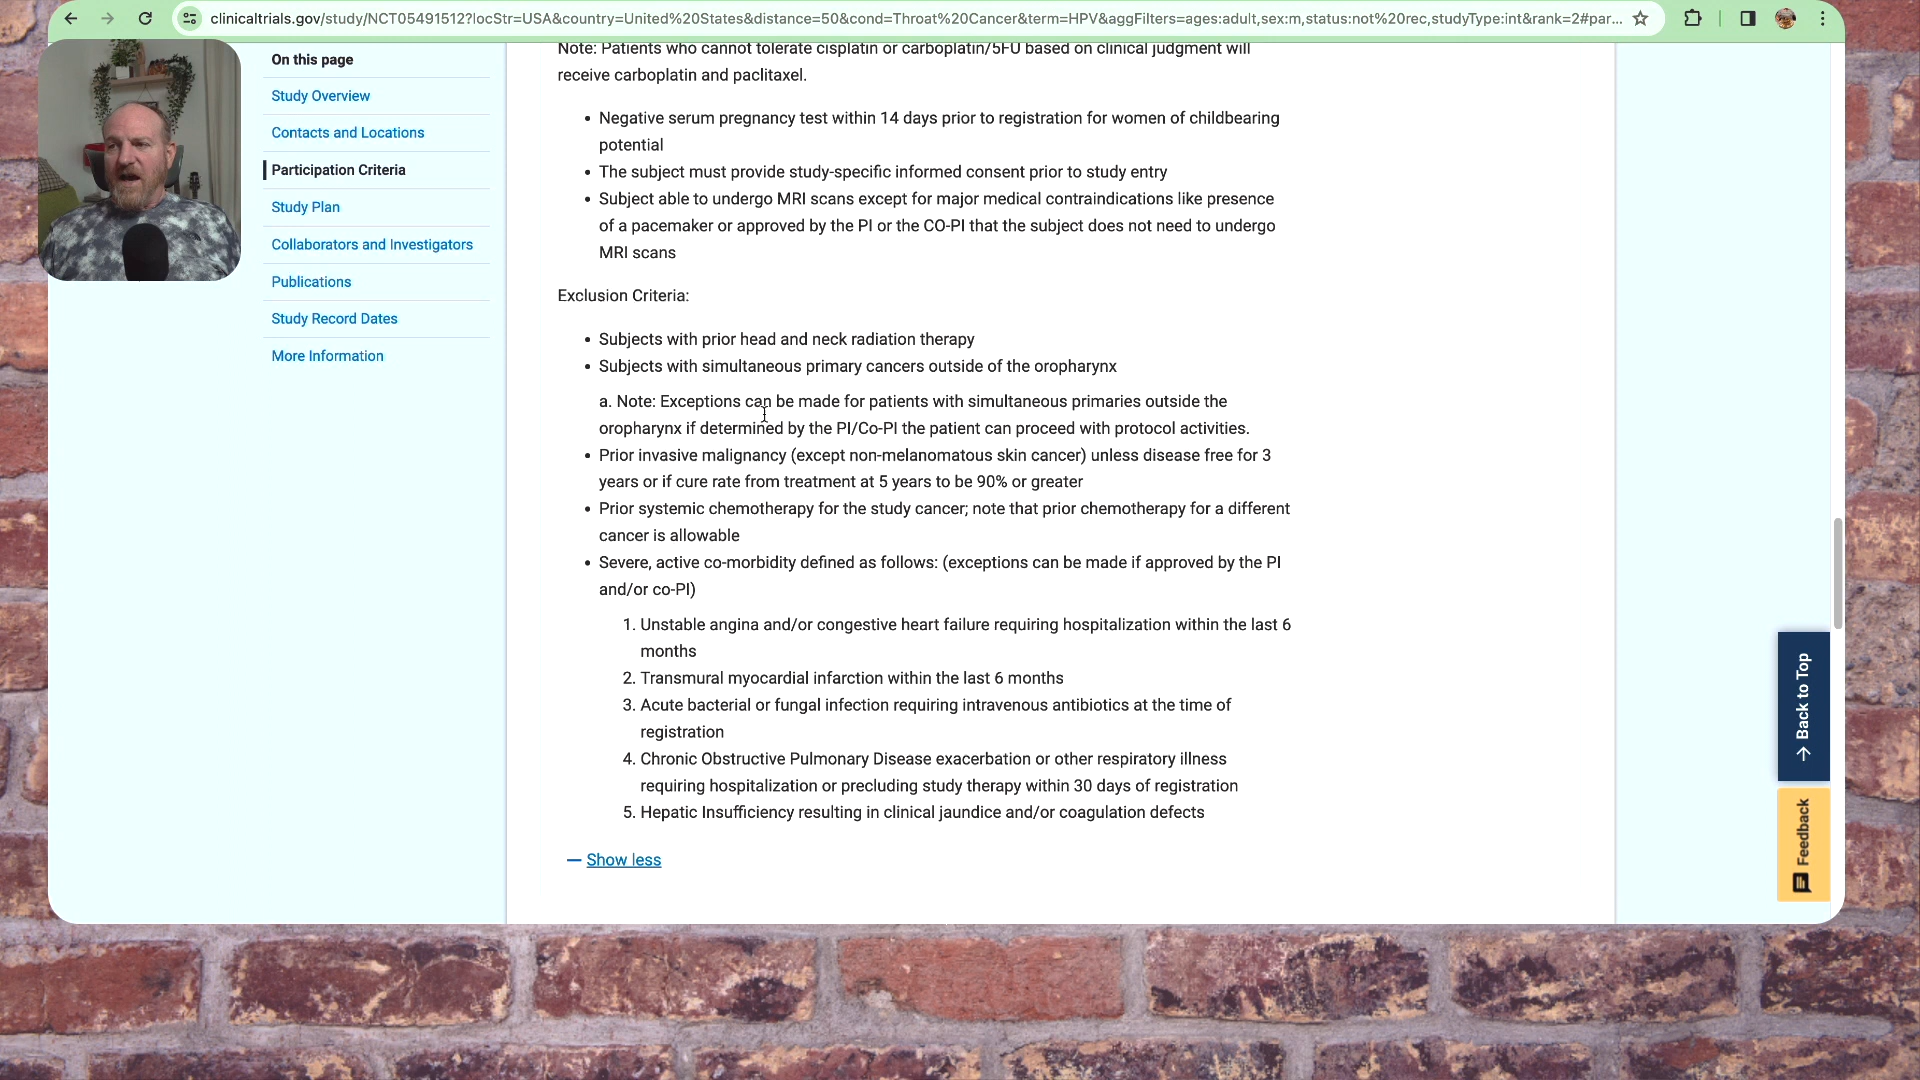 clinicaltrials.gov/study/NCT05491512?locStr=USA&country=United%20States&distance=50&cond=Throat%20Cancer&term=HPV&aggFilters=ages:adult,sex:m,status:not%20rec,studyType:int&rank=2#par...
On this page
Study Overview
Contacts and Locations
Participation Criteria
Study Plan
Collaborators and Investigators
Publications
Study Record Dates
More Information
Note: Patients who cannot tolerate cisplatin or carboplatin/5FU based on clinical judgment will
receive carboplatin and paclitaxel.
• Negative serum pregnancy test within 14 days prior to registration for women of childbearing
potential
• The subject must provide study-specific informed consent prior to study entry
• Subject able to undergo MRI scans except for major medical contraindications like presence
of a pacemaker or approved by the PI or the CO-PI that the subject does not need to undergo
MRI scans
Exclusion Criteria:
• Subjects with prior head and neck radiation therapy
• Subjects with simultaneous primary cancers outside of the oropharynx
a. Note: Exceptions can be made for patients with simultaneous primaries outside the
oropharynx if determined by the PI/Co-PI the patient can proceed with protocol activities.
• Prior invasive malignancy (except non-melanomatous skin cancer) unless disease free for 3
years or if cure rate from treatment at 5 years to be 90% or greater
• Prior systemic chemotherapy for the study cancer; note that prior chemotherapy for a different
cancer is allowable
• Severe, active co-morbidity defined as follows: (exceptions can be made if approved by the PI
and/or co-PI)
1. Unstable angina and/or congestive heart failure requiring hospitalization within the last 6
months
2. Transmural myocardial infarction within the last 6 months
3. Acute bacterial or fungal infection requiring intravenous antibiotics at the time of
registration
4. Chronic Obstructive Pulmonary Disease exacerbation or other respiratory illness
requiring hospitalization or precluding study therapy within 30 days of registration
5. Hepatic Insufficiency resulting in clinical jaundice and/or coagulation defects
— Show less
Back to Top
Feedback